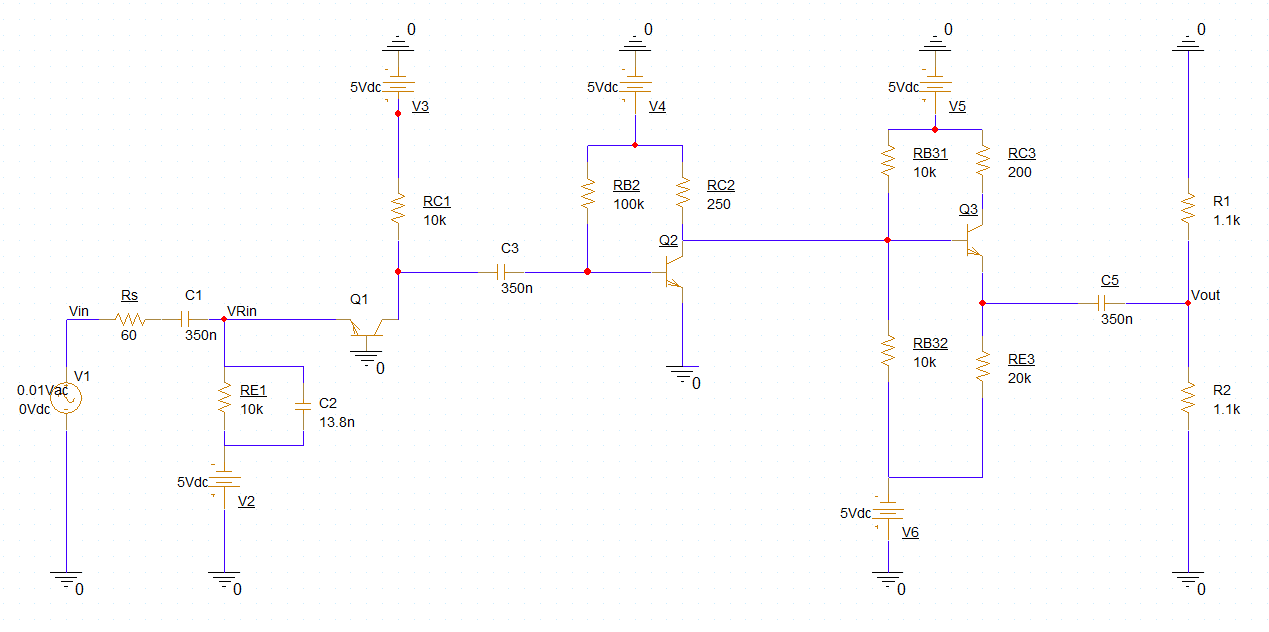 0
0
0
0
5Vdc
V3
5Vdc
V4
5Vdc
V5
RC1
10k
RB2
100k
RC2
250
RB31
10k
RC3
200
R1
1.1k
Q3
Q2
C3
350n
Vin
Rs
60
C1
350n
VRin
Q1
0
C5
350n
Vout
V1
0.01Vac
0Vdc
RE1
10k
C2
13.8n
0
RB32
10k
RE3
20k
R2
1.1k
5Vdc
V2
5Vdc
V6
0
0
0
0